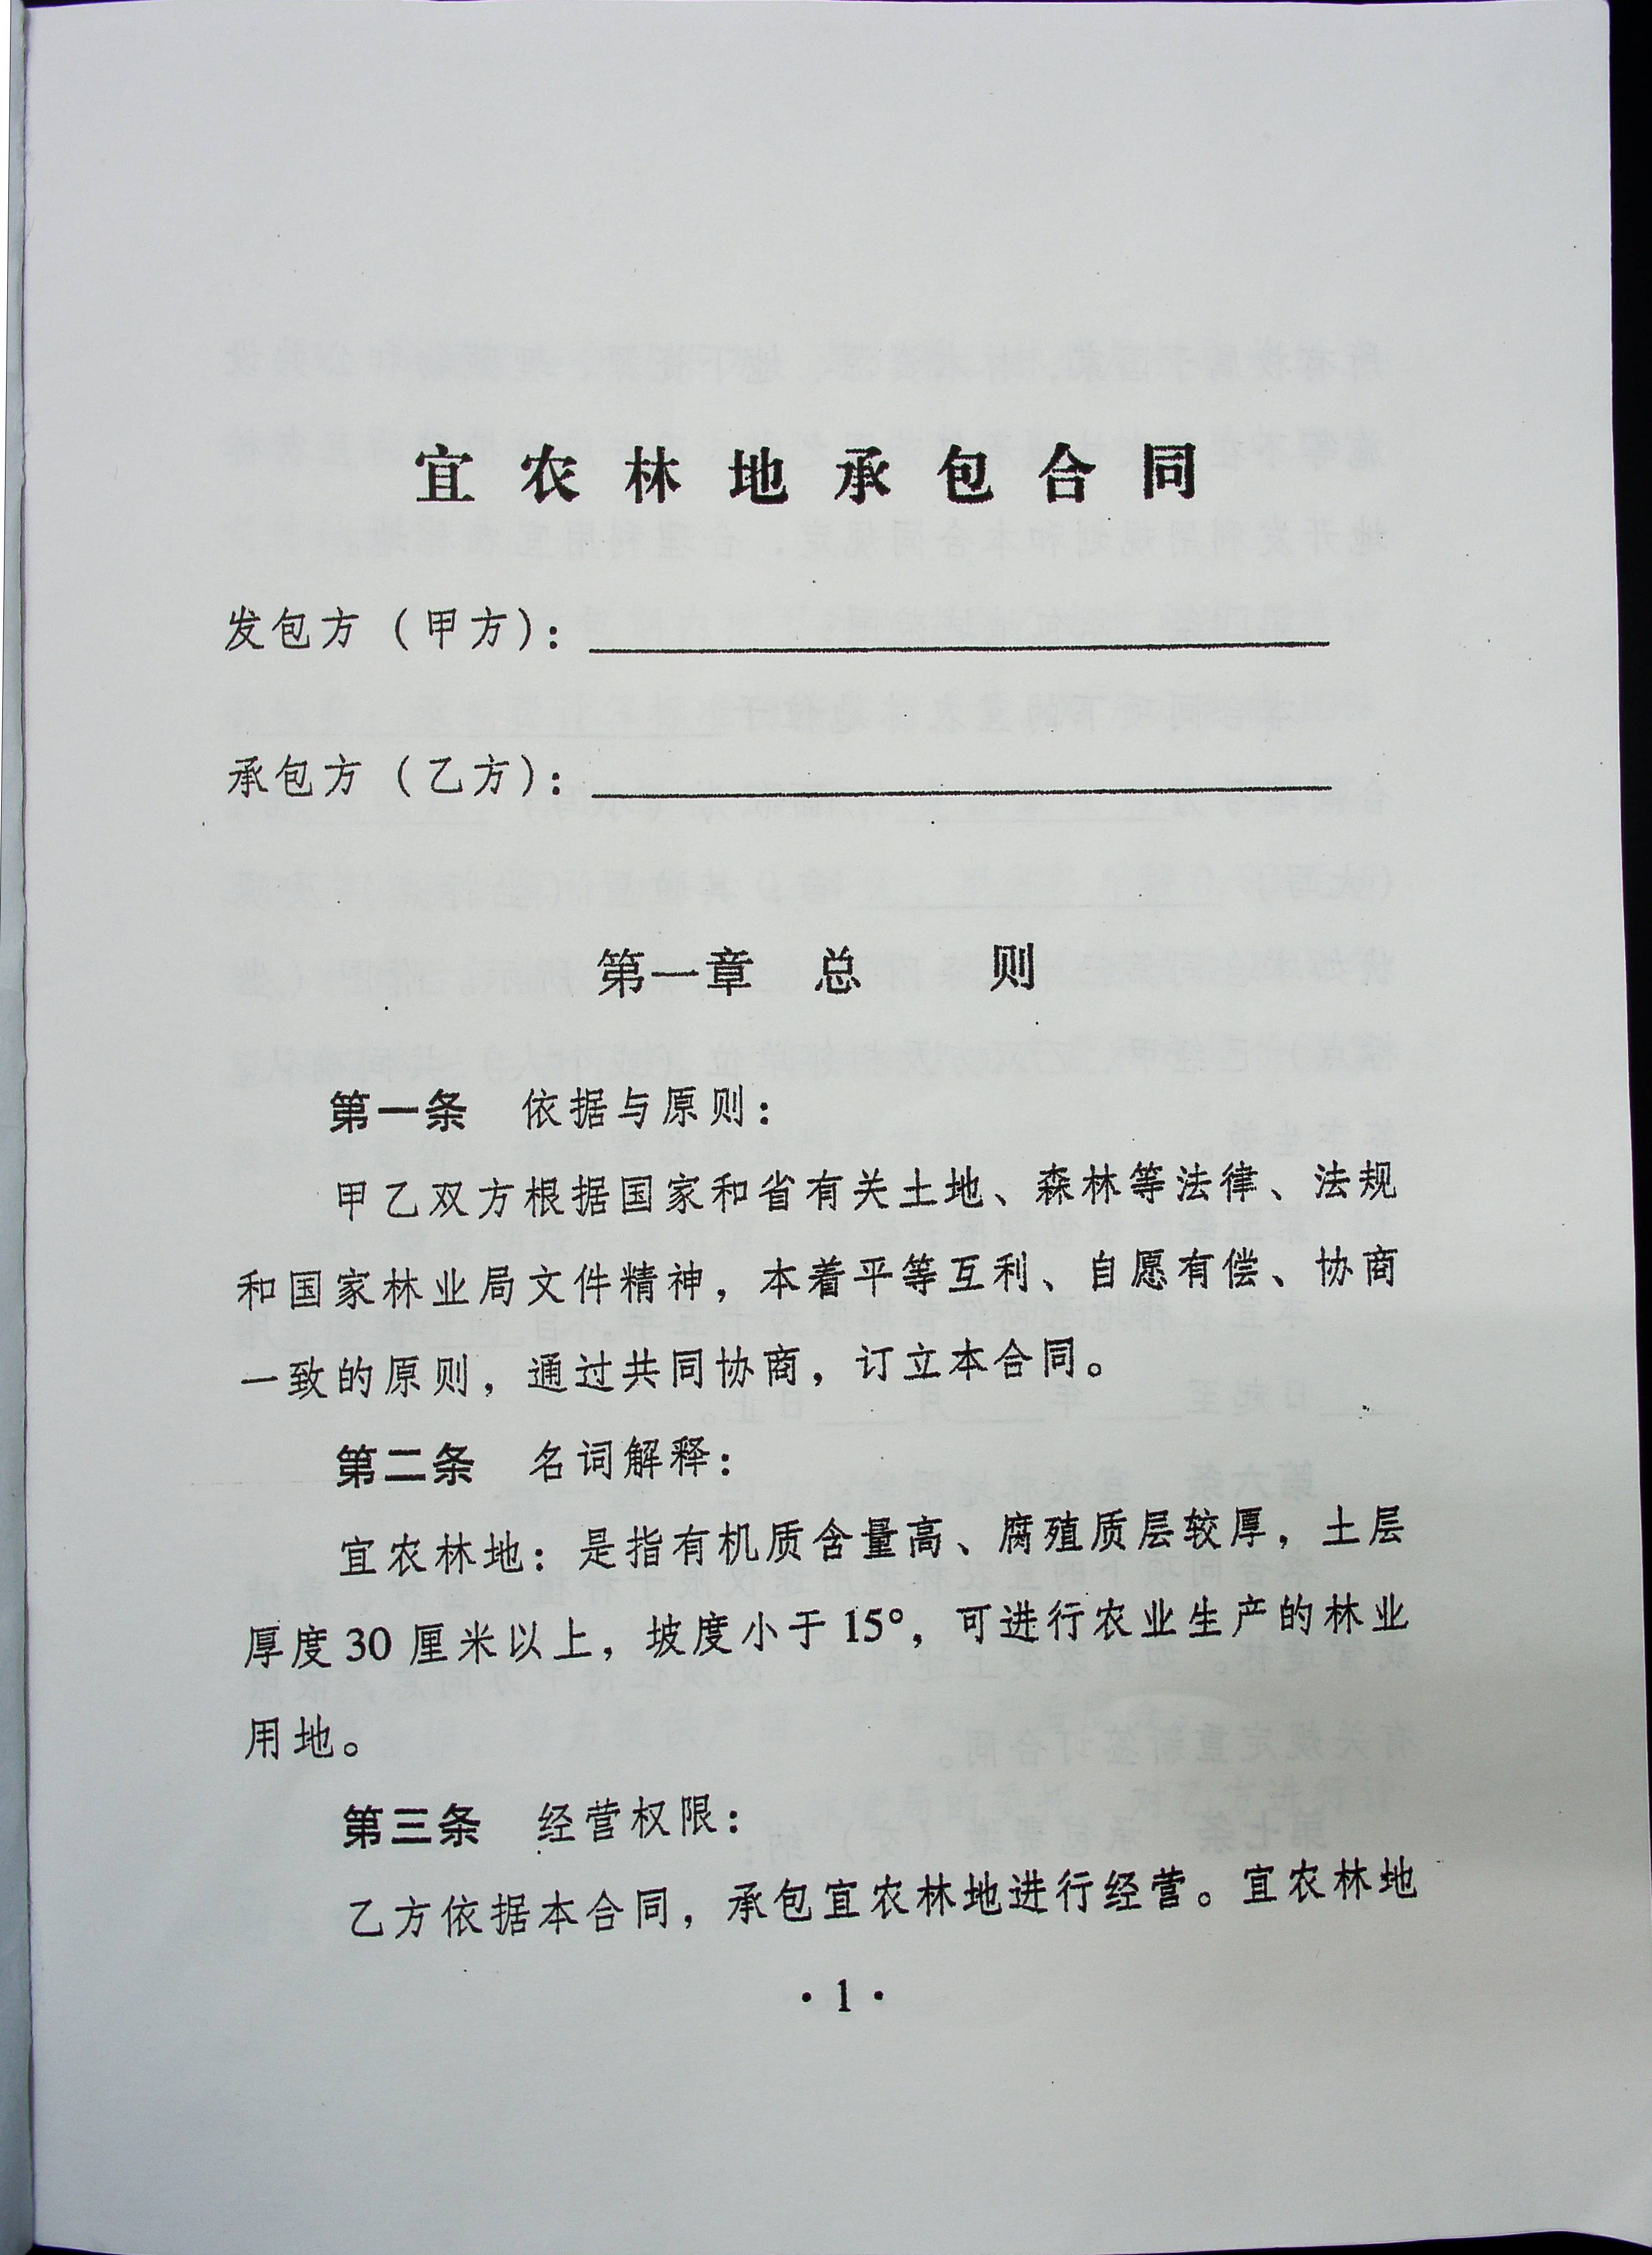 宜农林地承包合同
发包方（甲方）：
承包方（乙方）：
第一章 总 则
第一条 依据与原则：
甲乙双方根据国家和省有关土地、森林等法律、法规
和国家林业局文件精神，本着平等互利、自愿有偿、协商
一致的原则，通过共同协商，订立本合同。
第二条 名词解释：
宜农林地：是指有机质含量高、腐殖质层较厚，土层
厚度30厘米以上，坡度小于15°，可进行农业生产的林业
用地。
第三条 经营权限：
乙方依据本合同，承包宜农林地进行经营。宜农林地
·1·